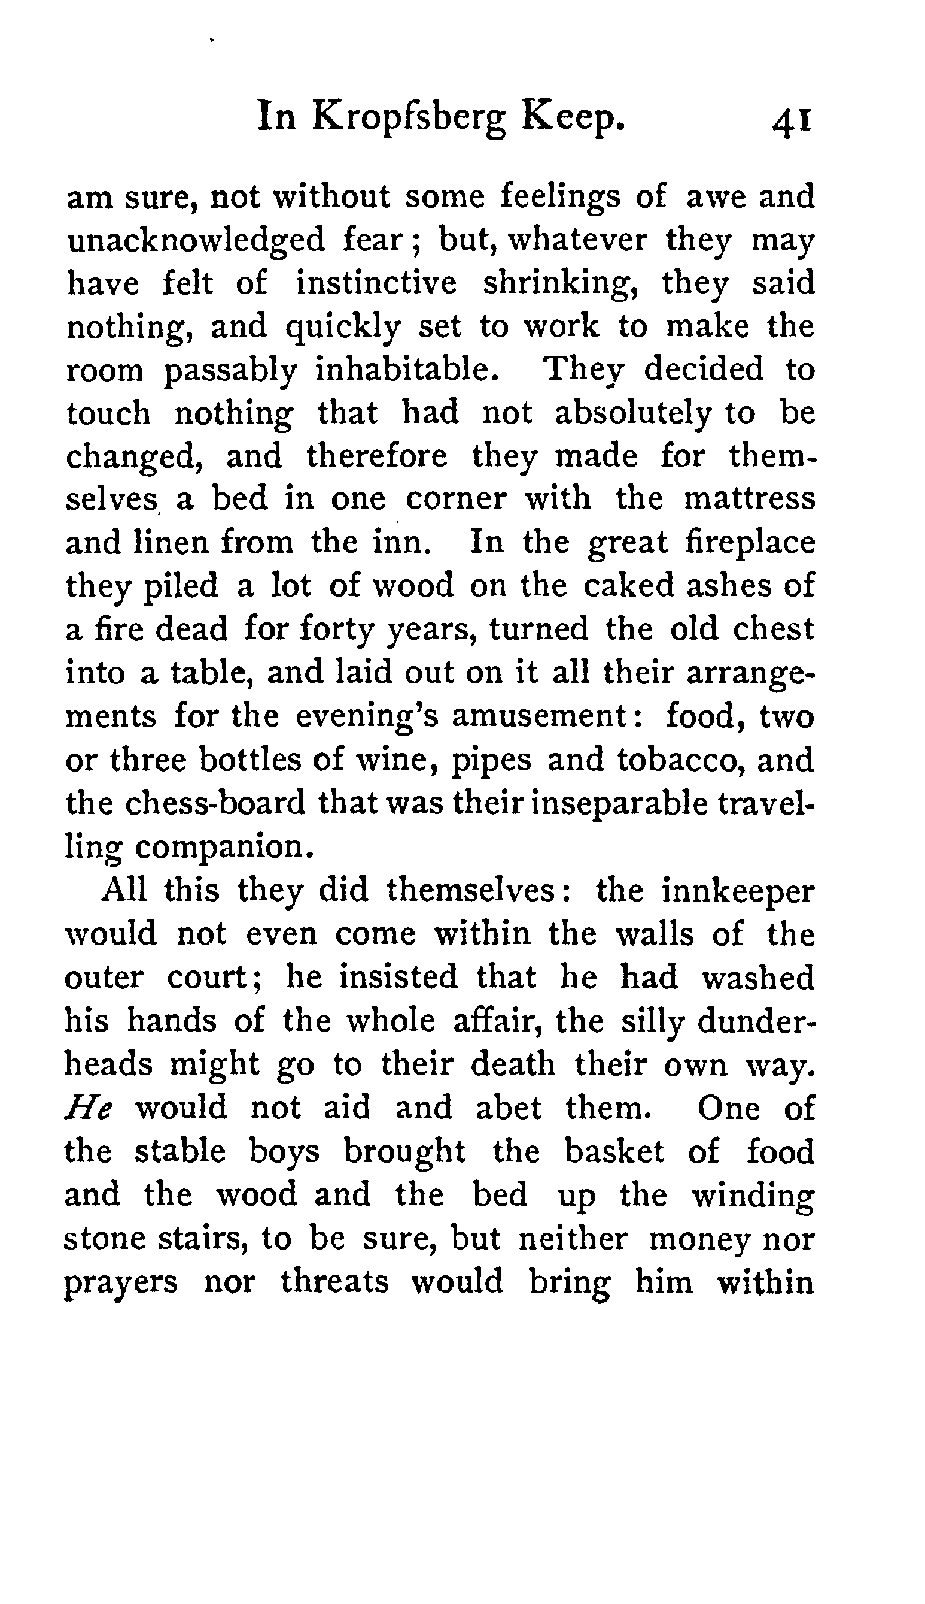 In Kropfsberg Keep. 41
am sure, not without some feelings of awe and
unacknowledged fear ; but, whatever they may
have felt of instinctive shrinking, they said
nothing, and quickly set to work to make the
room passably inhabitable. They decided to
touch nothing that had not absolutely to be
changed, and therefore they made for them-
selves a bed in one corner with the mattress
and linen from the inn. In the great fireplace
they piled a lot of wood on the caked ashes of
a fire dead for forty years, turned the old chest
into a table, and laid out on it all their arrange-
ments for the evening's amusement : food, two
or three bottles of wine, pipes and tobacco, and
the chess-board that was their inseparable travel-
ling companion.
All this they did themselves : the innkeeper
would not even come within the walls of the
outer court ; he insisted that he had washed
his hands of the whole affair, the silly dunder-
heads might go to their death their own way.
He would not aid and abet them. One of
the stable boys brought the basket of food
and the wood and the bed up the winding
stone stairs, to be sure, but neither money nor
prayers nor threats would bring him within